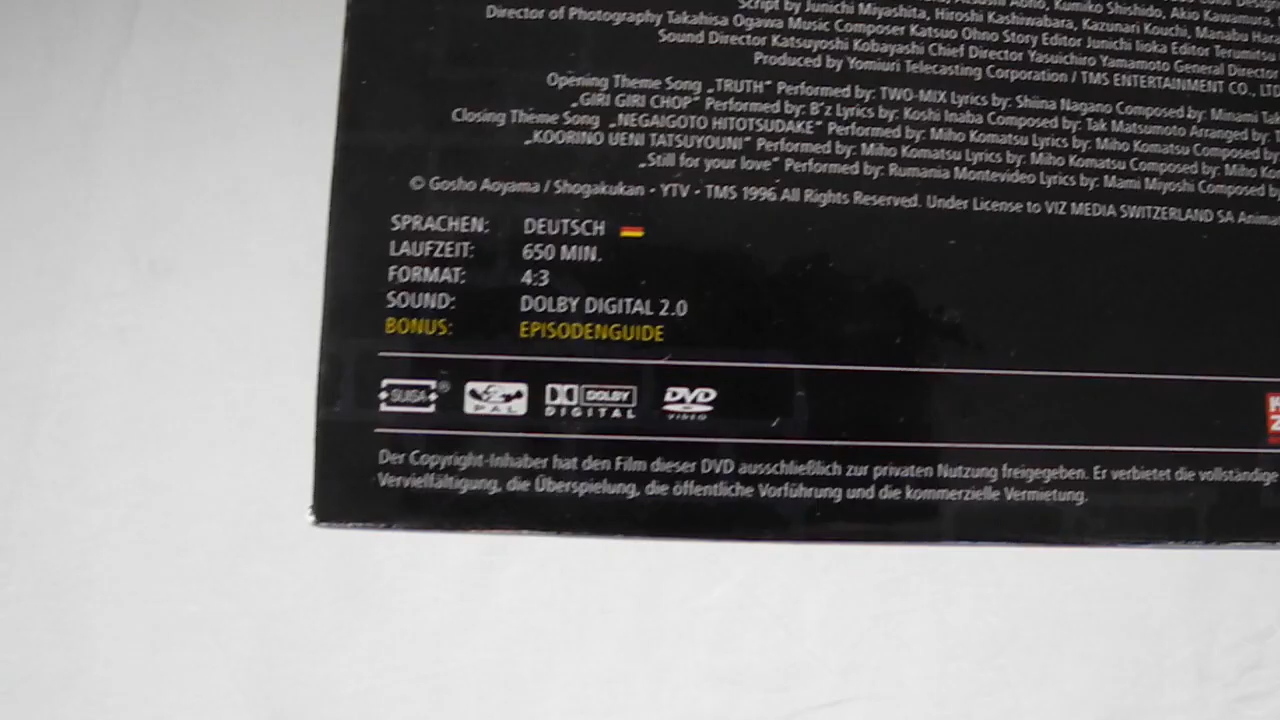 Kumiko Shishido, Akio Kawamura,
Script by Junichi Miyashita, Hiroshi Kashiwabara, Kazunari Kouchi, Manabu
Director of Photography Takahisa Ogawa Music Composer Katsuo Ohno Story Editor Junichi Iioka Editor Terumitsu
Sound Director Katsuyoshi Kobayashi Chief Director Yasuichiro Yamamoto General Director
Produced by Yomiuri Telecasting Corporation / TMS ENTERTAINMENT CO., LTD
Opening Theme Song „TRUTH“ Performed by: TWO-MIX Lyrics by: Shiina Nagano Composed by: Minami
„GIRI GIRI CHOP“ Performed by: B'z Lyrics by: Koshi Inaba Composed by: Tak Matsumoto Arranged by:
Closing Theme Song „NEGAIGOTO HITOTSUDAKE“ Performed by: Miho Komatsu Lyrics by: Miho Komatsu Composed by
„KOORINO UENI TATSUYOUNI“ Performed by: Miho Komatsu Lyrics by: Miho Komatsu Composed by: Miho
„Still for your love“ Performed by: Rumania Montevideo Lyrics by: Mami Miyoshi Composed
© Gosho Aoyama / Shogakukan • YTV • TMS 1996 All Rights Reserved. Under License to VIZ MEDIA SWITZERLAND SA
SPRACHEN: DEUTSCH
LAUFZEIT: 650 MIN.
FORMAT: 4:3
SOUND: DOLBY DIGITAL 2.0
BONUS: EPISODENGUIDE
SUISA® 2 PAL DOLBY DIGITAL DVD VIDEO
Der Copyright-Inhaber hat den Film dieser DVD ausschließlich zur privaten Nutzung freigegeben. Er verbietet die vollständige
Vervielfältigung, die Überspielung, die öffentliche Vorführung und die kommerzielle Vermietung.